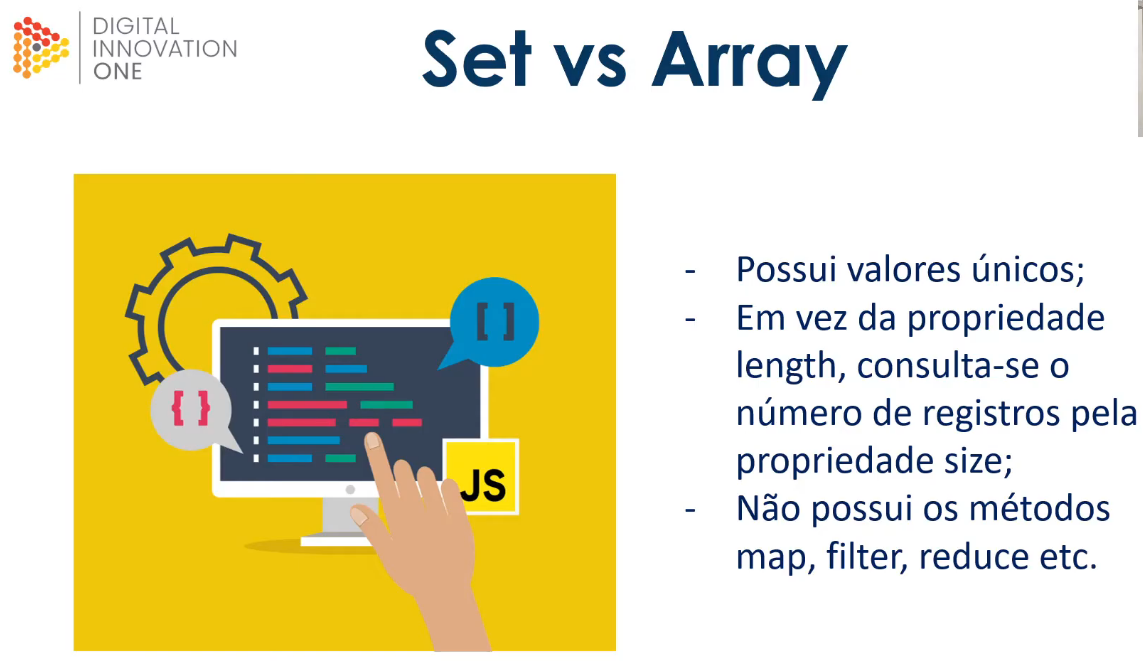 DIGITAL
INNOVATION
ONE
Set vs Array
[ ]
{ }
JS
- Possui valores únicos;
- Em vez da propriedade
length, consulta-se o
número de registros pela
propriedade size;
- Não possui os métodos
map, filter, reduce etc.